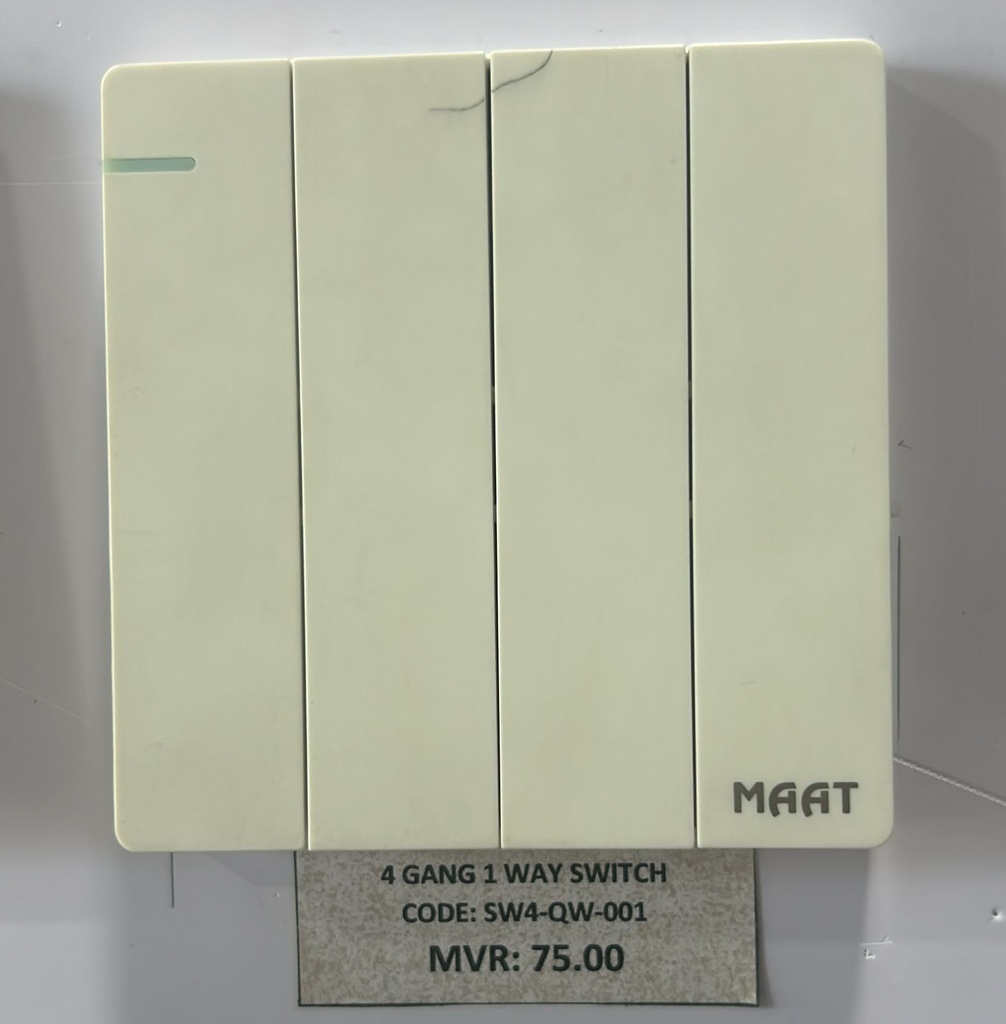 MAAT
4 GANG 1 WAY SWITCH
CODE: SW4-QW-001
MVR: 75.00